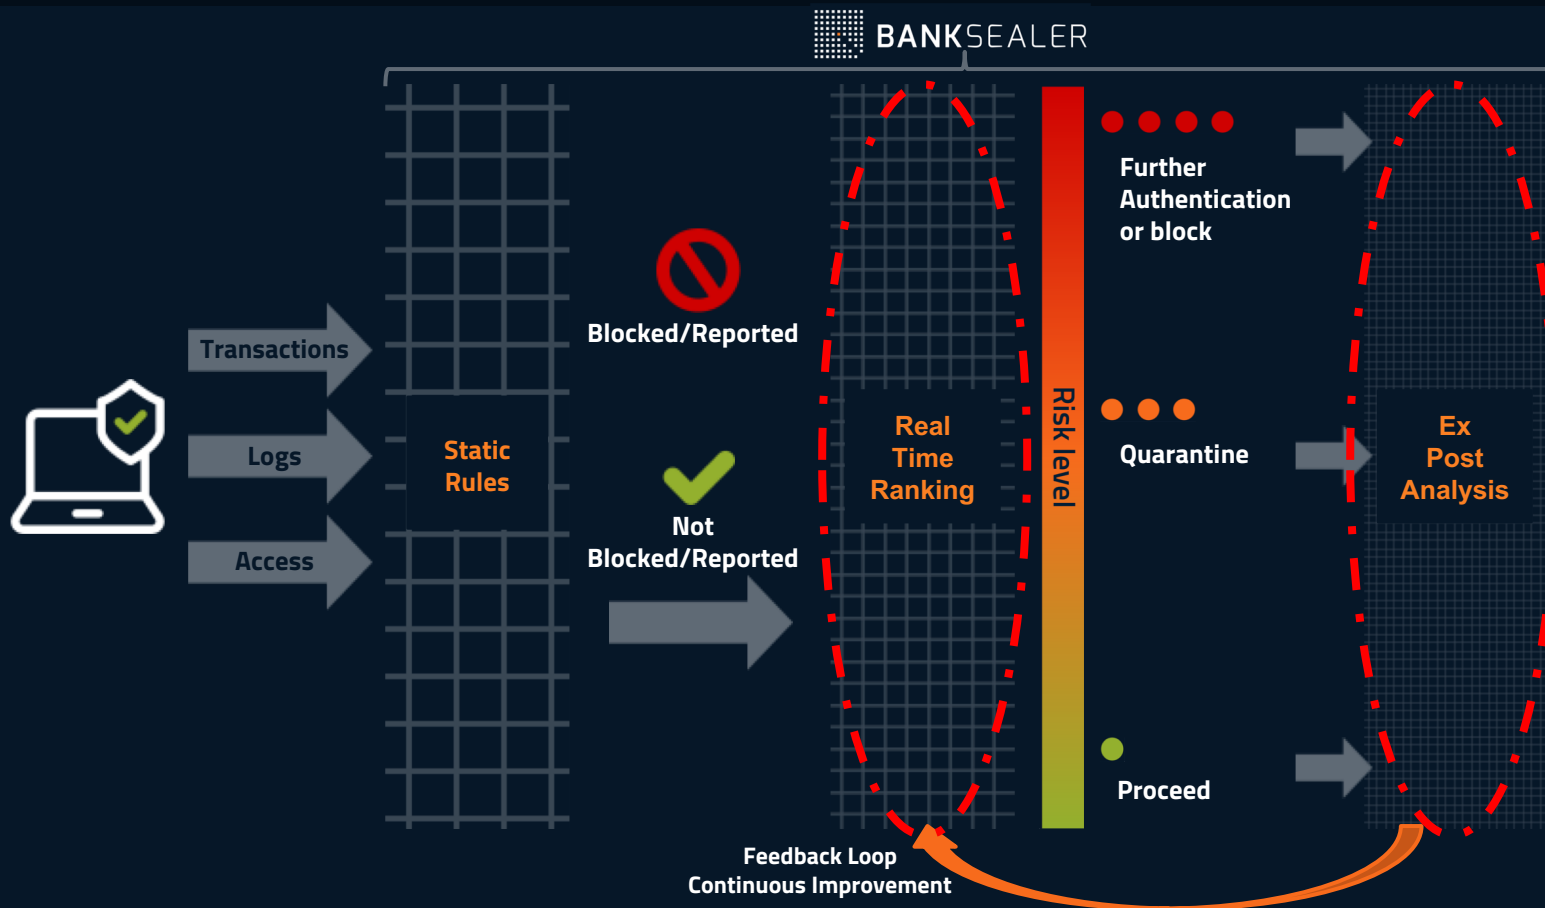 BANKSEALER
Transactions
Logs
Access
Static
Rules
Blocked/Reported
Not
Blocked/Reported
Real
Time
Ranking
Risk level
Further
Authentication
or block
Quarantine
Proceed
Ex
Post
Analysis
Feedback Loop
Continuous Improvement